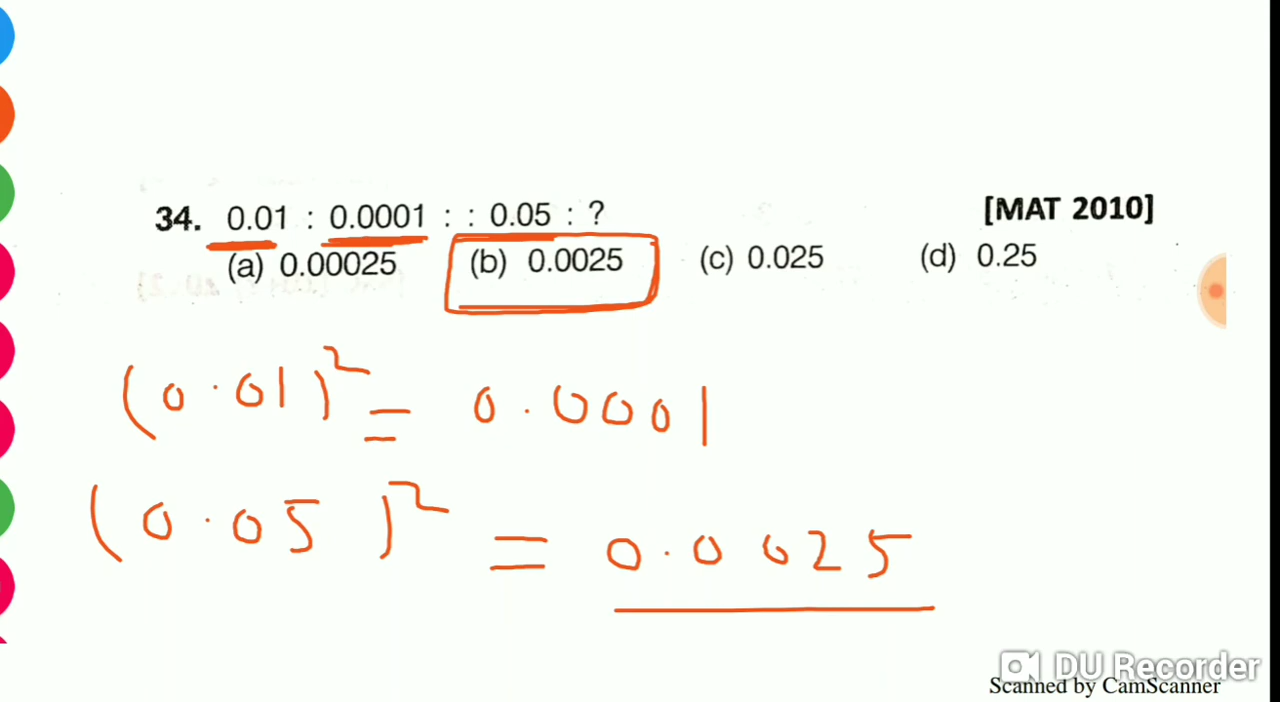 34. 0.01 : 0.0001 : : 0.05 : ? [MAT 2010]
(a) 0.00025 (b) 0.0025 (c) 0.025 (d) 0.25
(0.01)² = 0.0001
(0.05)² = 0.0025
DU Recorder
Scanned by CamScanner